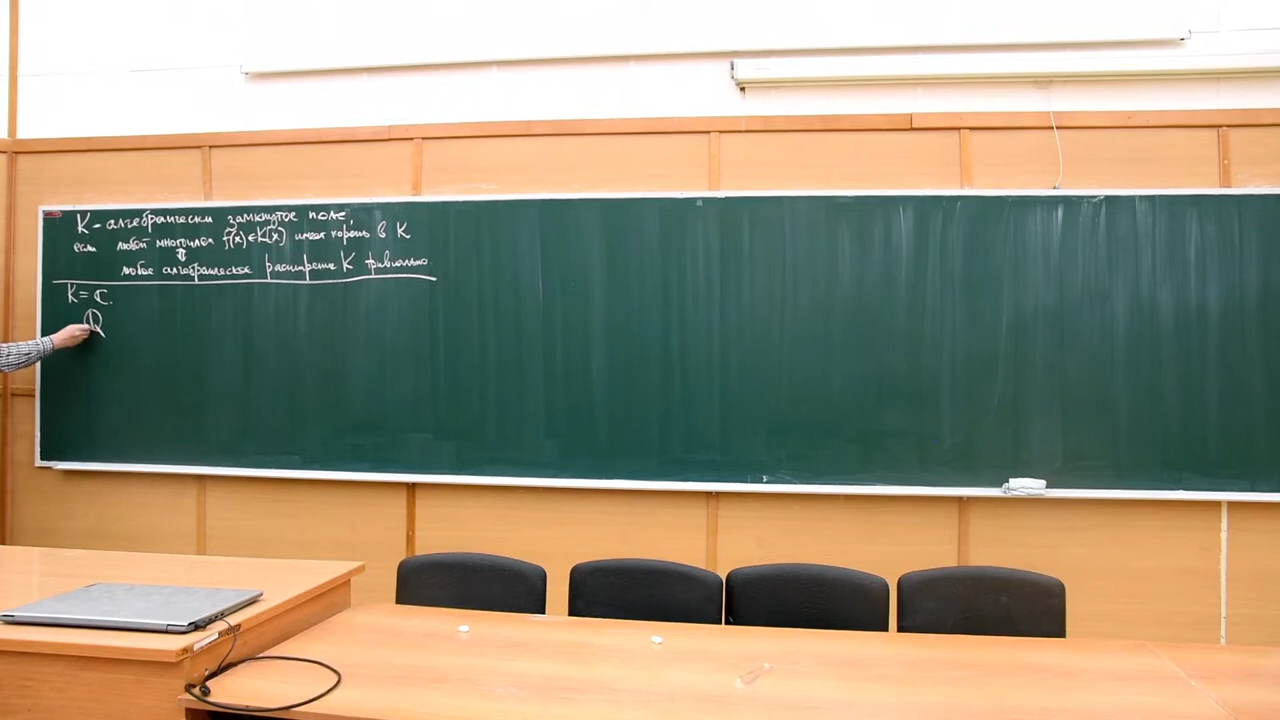 K - алгебраически замкнутое поле,
если любой многочлен f(x)∈K[x] имеет корень в K
⇕
любое алгебраическое расширение K тривиально
K = ℂ.
ℚ